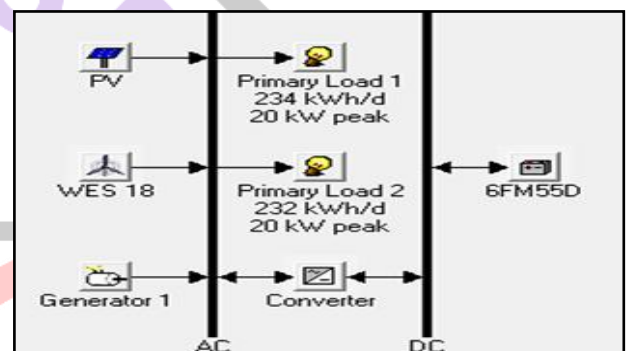 PV
Primary Load 1
234 kWh/d
20 kW peak
WES 18
Primary Load 2
232 kWh/d
20 kW peak
6FM55D
Generator 1
Converter
AC
DC